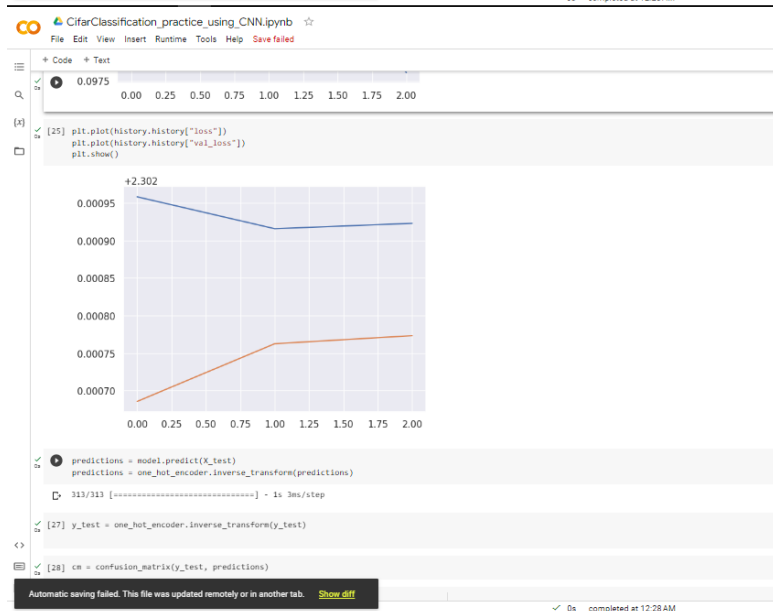 CifarClassification_practice_using_CNN.ipynb
File Edit View Insert Runtime Tools Help Save failed
+ Code + Text
0s
0.0975
0.00 0.25 0.50 0.75 1.00 1.25 1.50 1.75 2.00
{x}
0s
[25] plt.plot(history.history["loss"])
plt.plot(history.history["val_loss"])
plt.show()
+2.302
0.00095
0.00090
0.00085
0.00080
0.00075
0.00070
0.00 0.25 0.50 0.75 1.00 1.25 1.50 1.75 2.00
0s
predictions = model.predict(X_test)
predictions = one_hot_encoder.inverse_transform(predictions)
313/313 [==============================] - 1s 3ms/step
0s
[27] y_test = one_hot_encoder.inverse_transform(y_test)
<>
0s
[28] cm = confusion_matrix(y_test, predictions)
Automatic saving failed. This file was updated remotely or in another tab. Show diff
0s completed at 12:28 AM